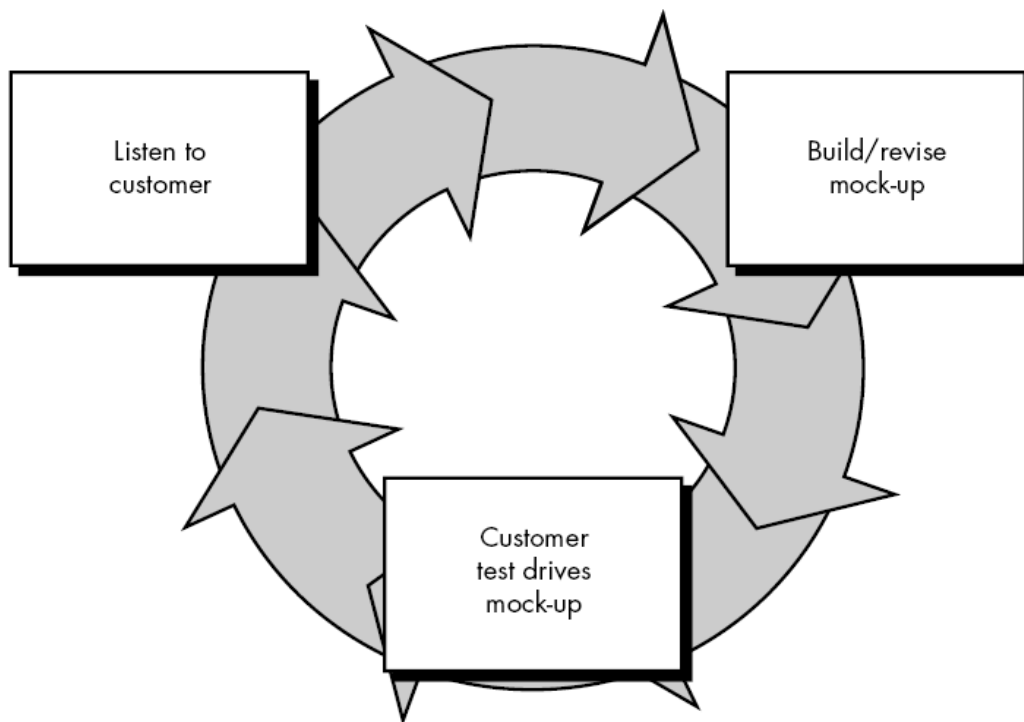 Listen to
customer
Build/revise
mock-up
Customer
test drives
mock-up